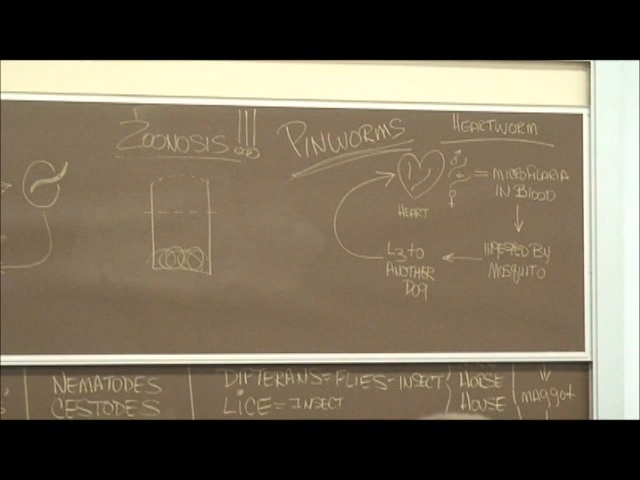 ZOONOSIS!!!
PINWORMS
HEARTWORM
HEART
♂
♀
= MICROFILARIA
IN BLOOD
INGESTED BY
MOSQUITO
L3 to
ANOTHER
DOG
NEMATODES
CESTODES
DIPTERANS = FLIES - INSECT
LICE = INSECT
HORSE
HOUSE
MAGGOT